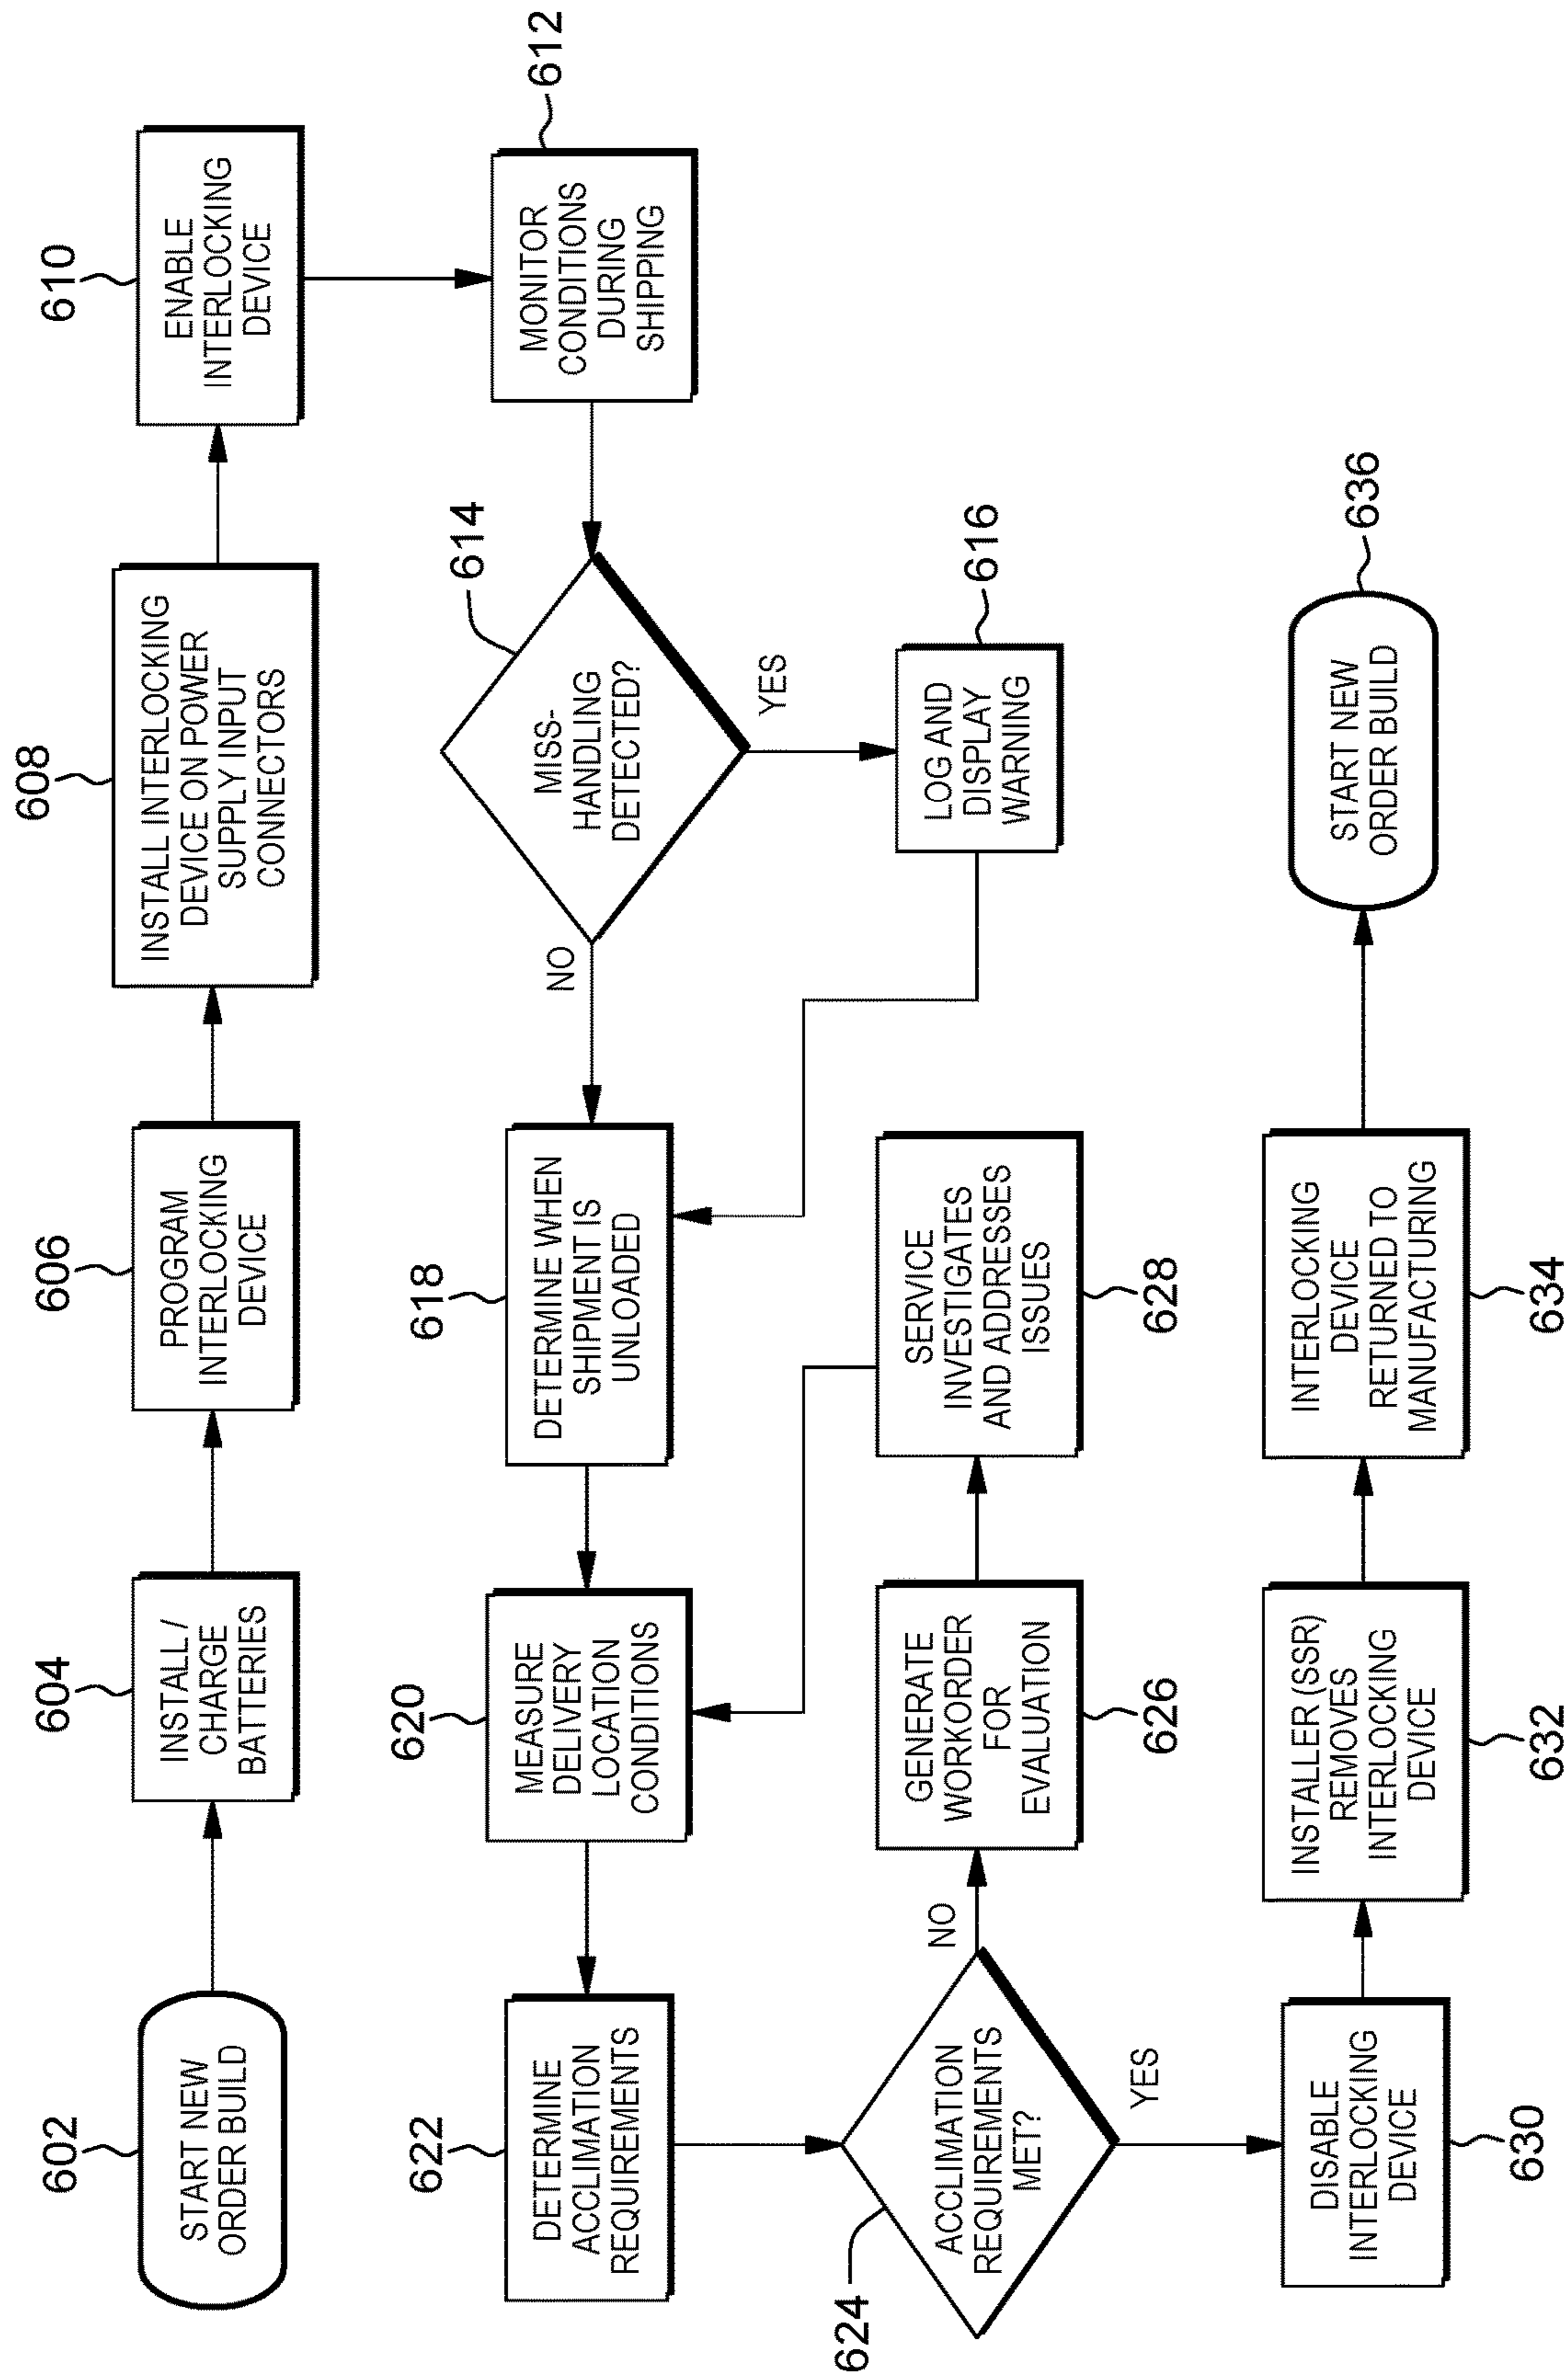 602
START NEW
ORDER BUILD
604
INSTALL/
CHARGE
BATTERIES
606
PROGRAM
INTERLOCKING
DEVICE
608
INSTALL INTERLOCKING
DEVICE ON POWER
SUPPLY INPUT
CONNECTORS
610
ENABLE
INTERLOCKING
DEVICE
612
MONITOR
CONDITIONS
DURING
SHIPPING
614
MISS-
HANDLING
DETECTED?
NO
YES
616
LOG AND
DISPLAY
WARNING
618
DETERMINE WHEN
SHIPMENT IS
UNLOADED
620
MEASURE
DELIVERY
LOCATION
CONDITIONS
622
DETERMINE
ACCLIMATION
REQUIREMENTS
624
ACCLIMATION
REQUIREMENTS
MET?
NO
YES
GENERATE
WORKORDER
FOR
EVALUATION
626
SERVICE
INVESTIGATES
AND ADDRESSES
ISSUES
628
DISABLE
INTERLOCKING
DEVICE
630
INSTALLER (SSR)
REMOVES
INTERLOCKING
DEVICE
632
INTERLOCKING
DEVICE
RETURNED TO
MANUFACTURING
634
START NEW
ORDER BUILD
636